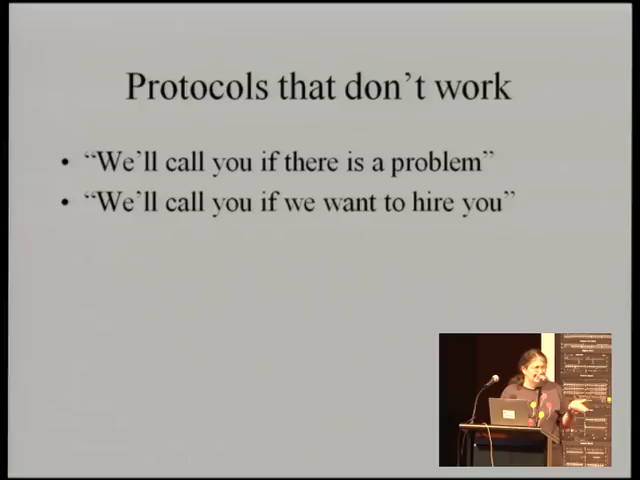 Protocols that don’t work
• “We’ll call you if there is a problem”
• “We’ll call you if we want to hire you”